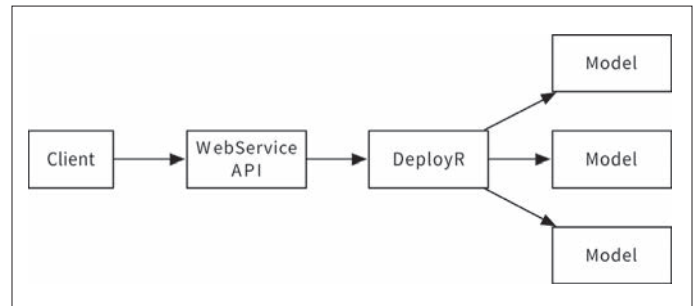 Client
WebService
API
DeployR
Model
Model
Model